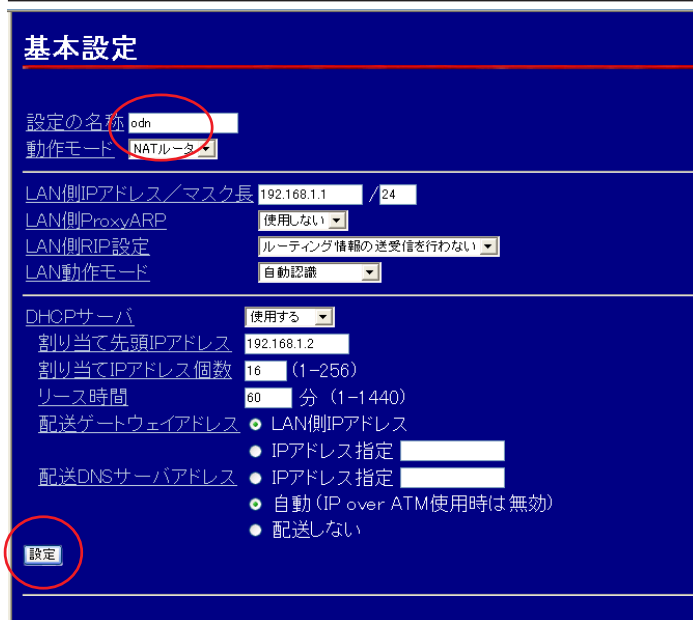 基本設定
設定の名称 odn
動作モード NATルータ
LAN側IPアドレス／マスク長 192.168.1.1 /24
LAN側ProxyARP 使用しない
LAN側RIP設定 ルーティング情報の送受信を行わない
LAN動作モード 自動認識
DHCPサーバ 使用する
割り当て先頭IPアドレス 192.168.1.2
割り当てIPアドレス個数 16 (1-256)
リース時間 60 分 (1-1440)
配送ゲートウェイアドレス LAN側IPアドレス
IPアドレス指定
配送DNSサーバアドレス IPアドレス指定
自動(IP over ATM使用時は無効)
配送しない
設定